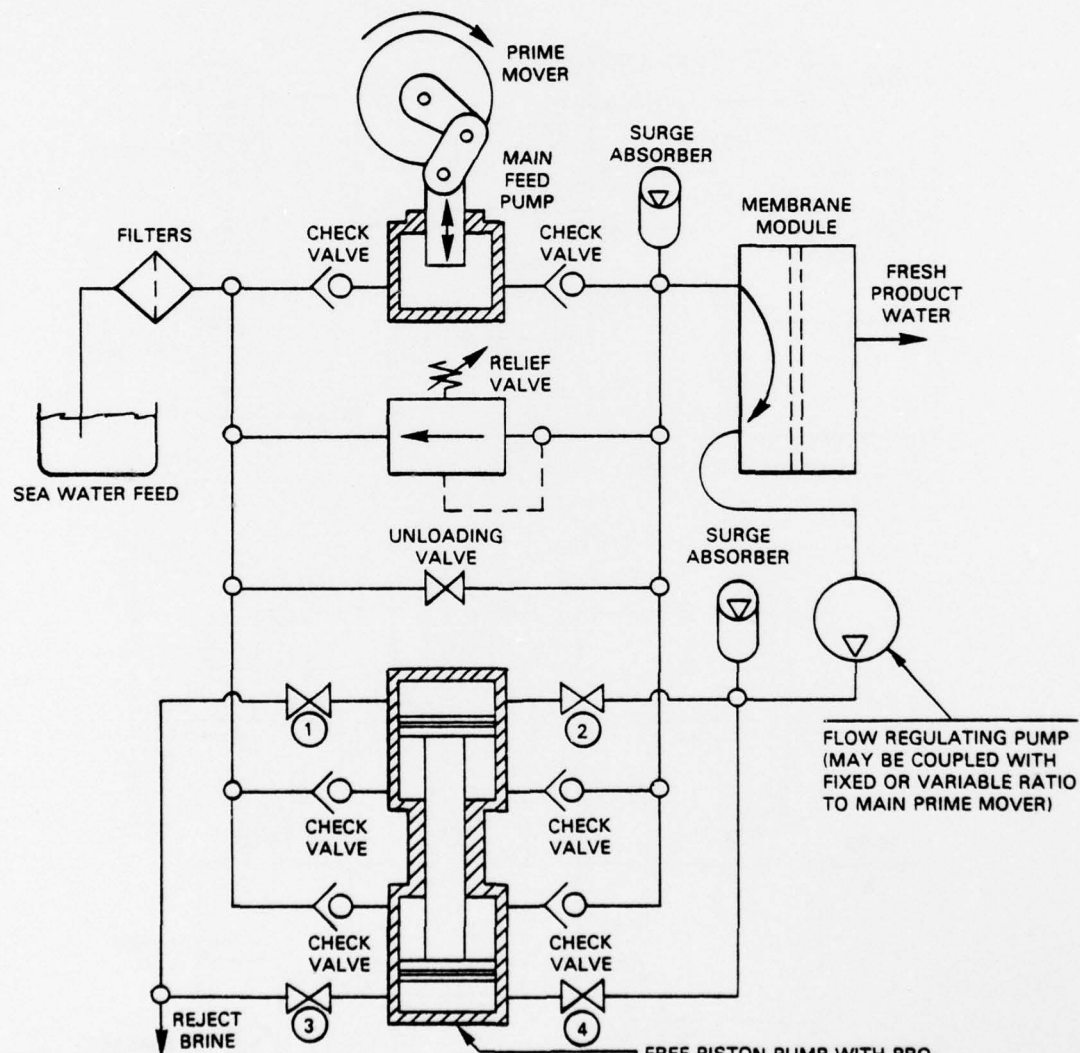 PRIME
MOVER
SURGE
ABSORBER
MAIN
FEED
PUMP
MEMBRANE
MODULE
FILTERS
CHECK
VALVE
CHECK
VALVE
FRESH
PRODUCT
WATER
RELIEF
VALVE
SEA WATER FEED
UNLOADING
VALVE
SURGE
ABSORBER
1
2
FLOW REGULATING PUMP
(MAY BE COUPLED WITH
FIXED OR VARIABLE RATIO
TO MAIN PRIME MOVER)
CHECK
VALVE
CHECK
VALVE
CHECK
VALVE
CHECK
VALVE
REJECT
BRINE
3
4
FREE PISTON PUMP WITH PRO